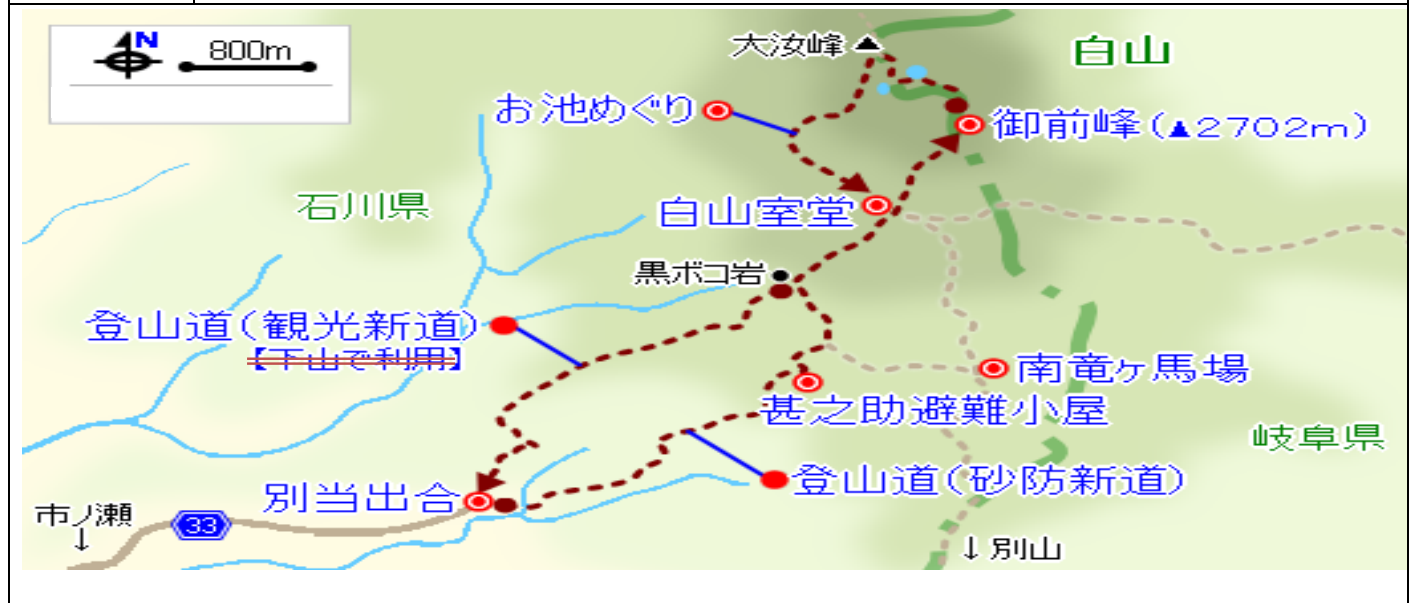 N
800m
大汝峰▲
白山
お池めぐり
御前峰(▲2702m)
石川県
白山室堂
黒ボコ岩
登山道(観光新道)
【下山で利用】
南竜ヶ馬場
甚之助避難小屋
岐阜県
登山道(砂防新道)
別当出合
市ノ瀬
↓
33
↓別山